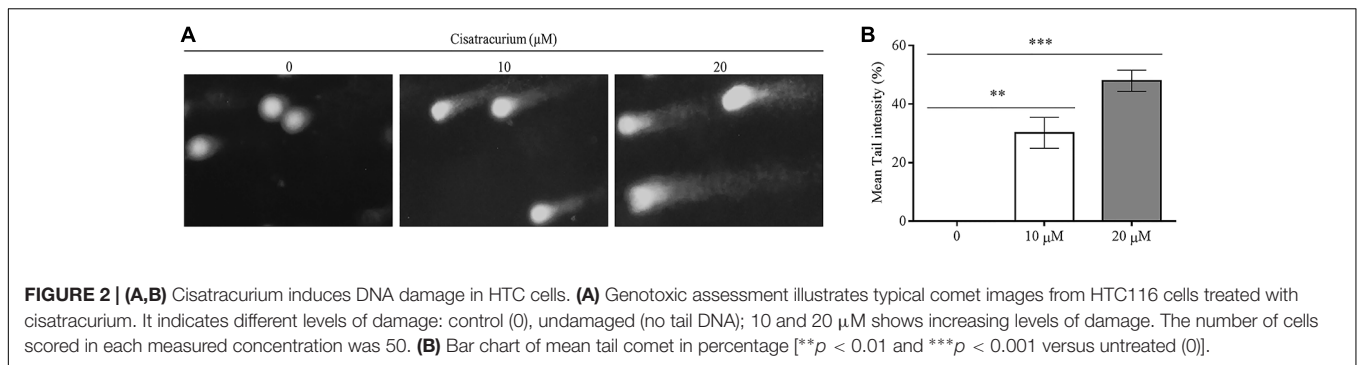 A
Cisatracurium (μM)
0 10 20
B
Mean Tail intensity (%)
60
40
20
0
***
**
0 10 μM 20 μM
FIGURE 2 | (A,B) Cisatracurium induces DNA damage in HTC cells. (A) Genotoxic assessment illustrates typical comet images from HTC116 cells treated with
cisatracurium. It indicates different levels of damage: control (0), undamaged (no tail DNA); 10 and 20 μM shows increasing levels of damage. The number of cells
scored in each measured concentration was 50. (B) Bar chart of mean tail comet in percentage [**p < 0.01 and ***p < 0.001 versus untreated (0)].